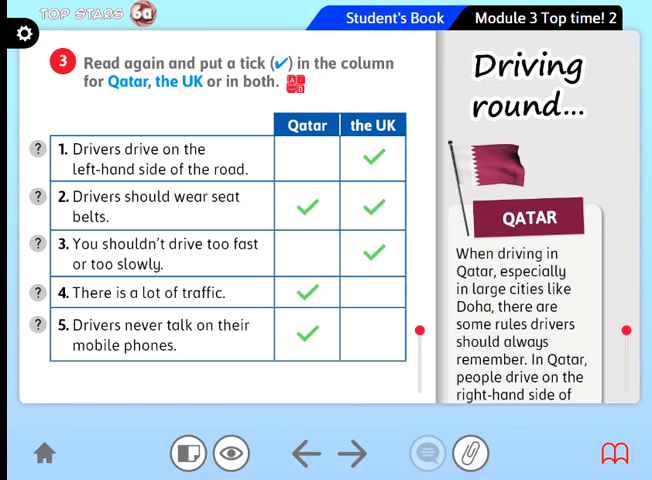 TOP STARS 6a
Student's Book
Module 3 Top time! 2
3 Read again and put a tick (✔) in the column
for Qatar, the UK or in both.
Qatar the UK
? 1. Drivers drive on the
left-hand side of the road.
? 2. Drivers should wear seat
belts.
? 3. You shouldn't drive too fast
or too slowly.
? 4. There is a lot of traffic.
? 5. Drivers never talk on their
mobile phones.
Driving
round...
QATAR
When driving in
Qatar, especially
in large cities like
Doha, there are
some rules drivers
should always
remember. In Qatar,
people drive on the
right-hand side of